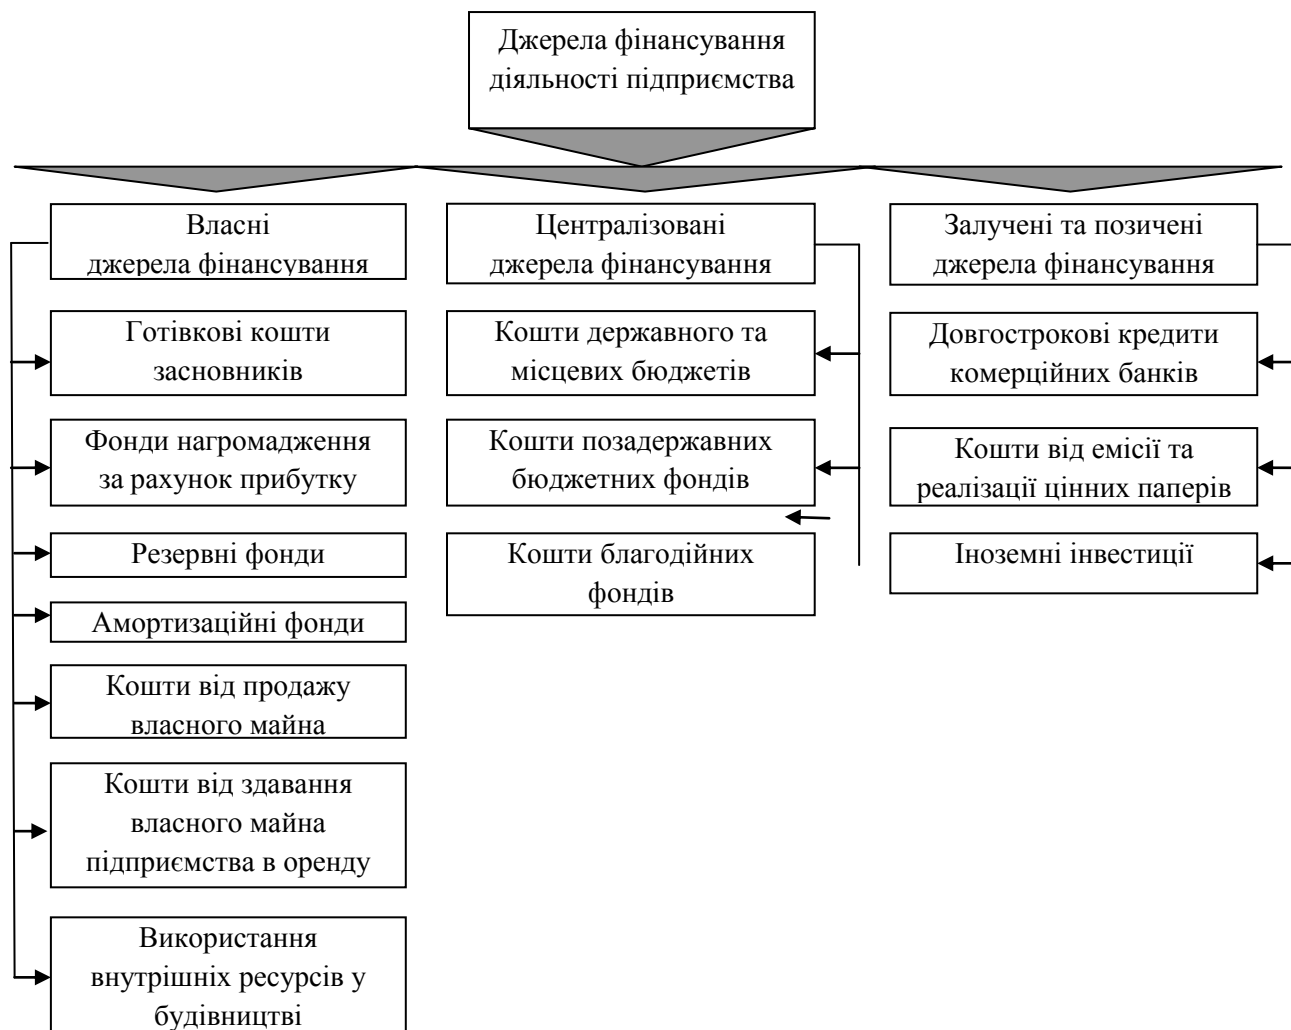 Джерела фінансування
діяльності підприємства
Власні
джерела фінансування
Готівкові кошти
засновників
Фонди нагромадження
за рахунок прибутку
Резервні фонди
Амортизаційні фонди
Кошти від продажу
власного майна
Кошти від здавання
власного майна
підприємства в оренду
Використання
внутрішніх ресурсів у
будівництві
Централізовані
джерела фінансування
Кошти державного та
місцевих бюджетів
Кошти позадержавних
бюджетних фондів
Кошти благодійних
фондів
Залучені та позичені
джерела фінансування
Довгострокові кредити
комерційних банків
Кошти від емісії та
реалізації цінних паперів
Іноземні інвестиції